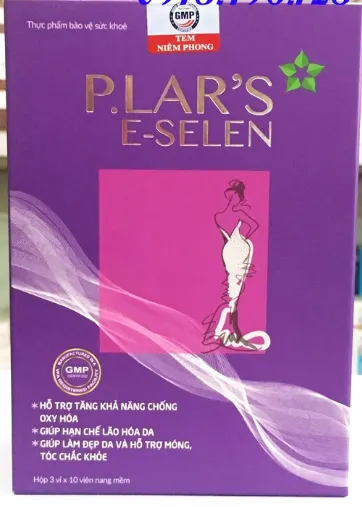 Thực phẩm bảo vệ sức khoẻ
GMP
TEM
NIÊM PHONG
P.LAR'S
E-SELEN
GMP
* HỖ TRỢ TĂNG KHẢ NĂNG CHỐNG
OXY HÓA
* GIÚP HẠN CHẾ LÃO HÓA DA
* GIÚP LÀM ĐẸP DA VÀ HỖ TRỢ MÓNG,
TÓC CHẮC KHỎE
Hộp 3 vỉ x 10 viên nang mềm